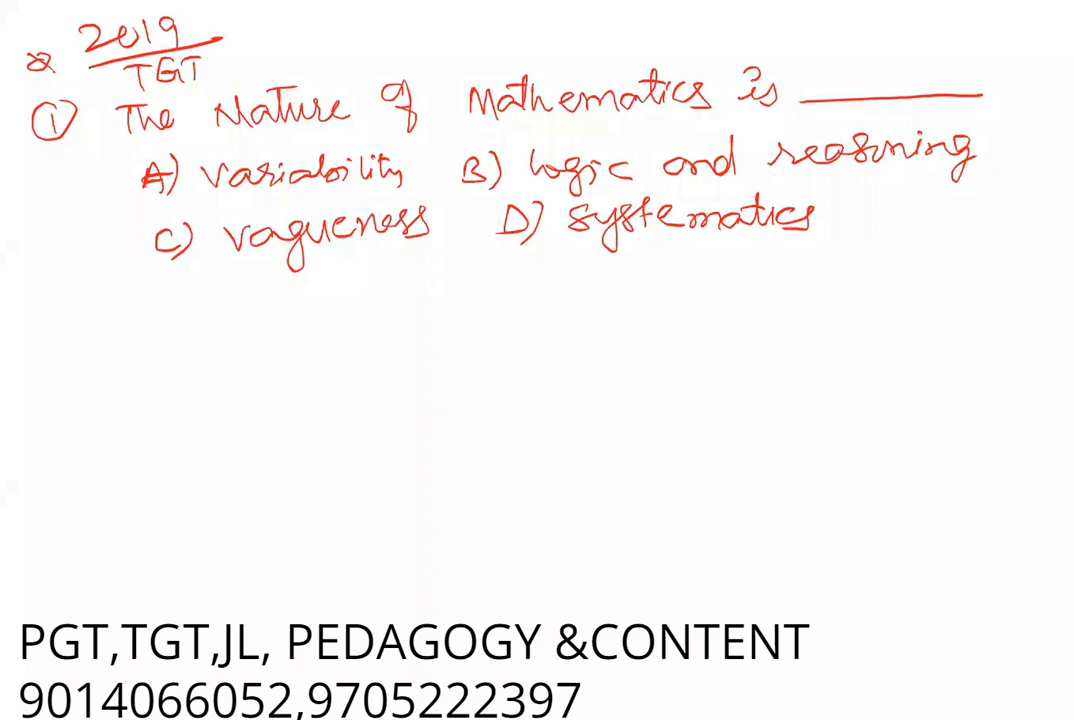 * 2019
TGT
① The Nature of Mathematics is ______
A) variability B) logic and reasoning
C) vagueness D) systematics
PGT,TGT,JL, PEDAGOGY &CONTENT
9014066052,9705222397